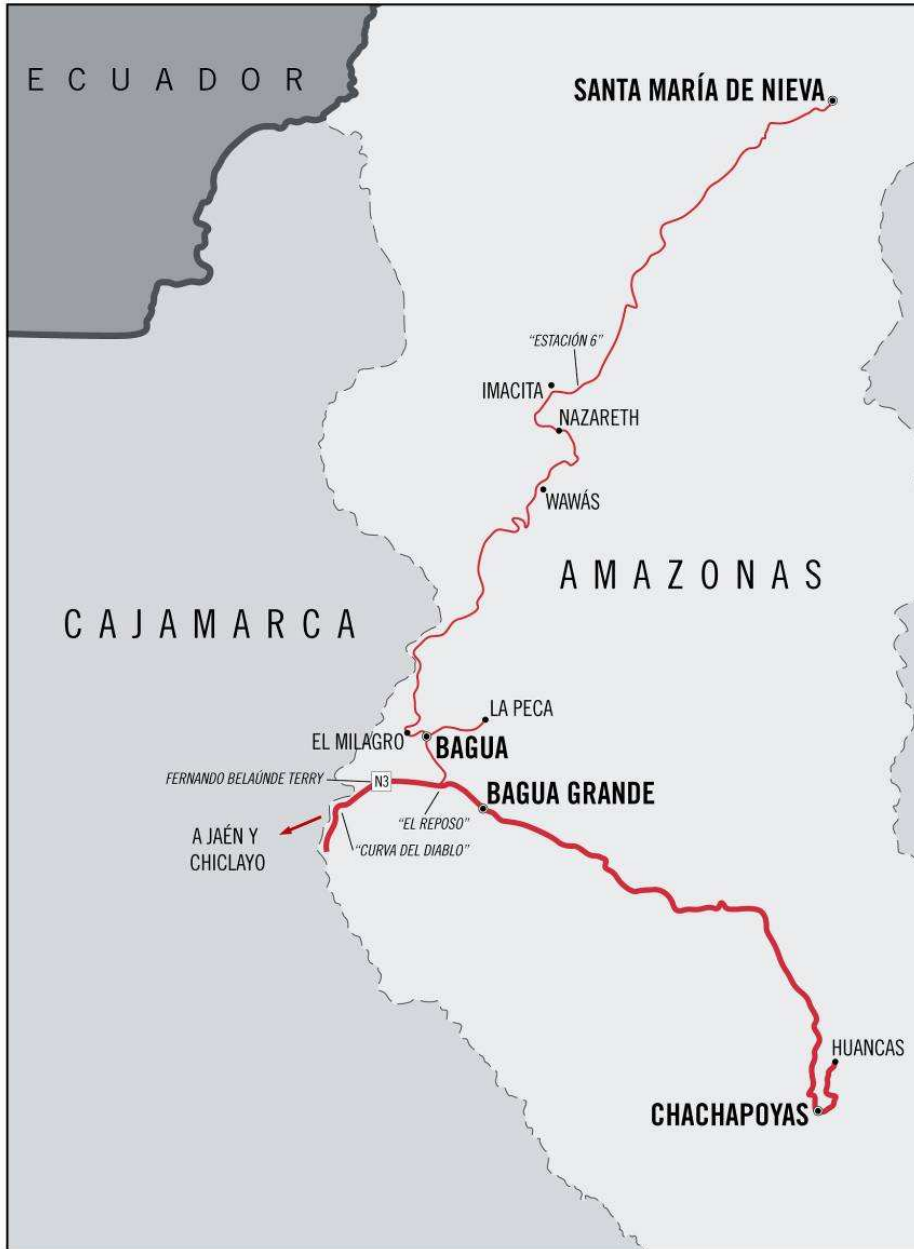 ECUADOR
SANTA MARÍA DE NIEVA
"ESTACIÓN 6"
IMACITA
NAZARETH
WAWÁS
AMAZONAS
CAJAMARCA
LA PECA
EL MILAGRO
BAGUA
FERNANDO BELAÚNDE TERRY
N3
BAGUA GRANDE
"EL REPOSO"
A JAÉN Y
CHICLAYO
"CURVA DEL DIABLO"
HUANCAS
CHACHAPOYAS